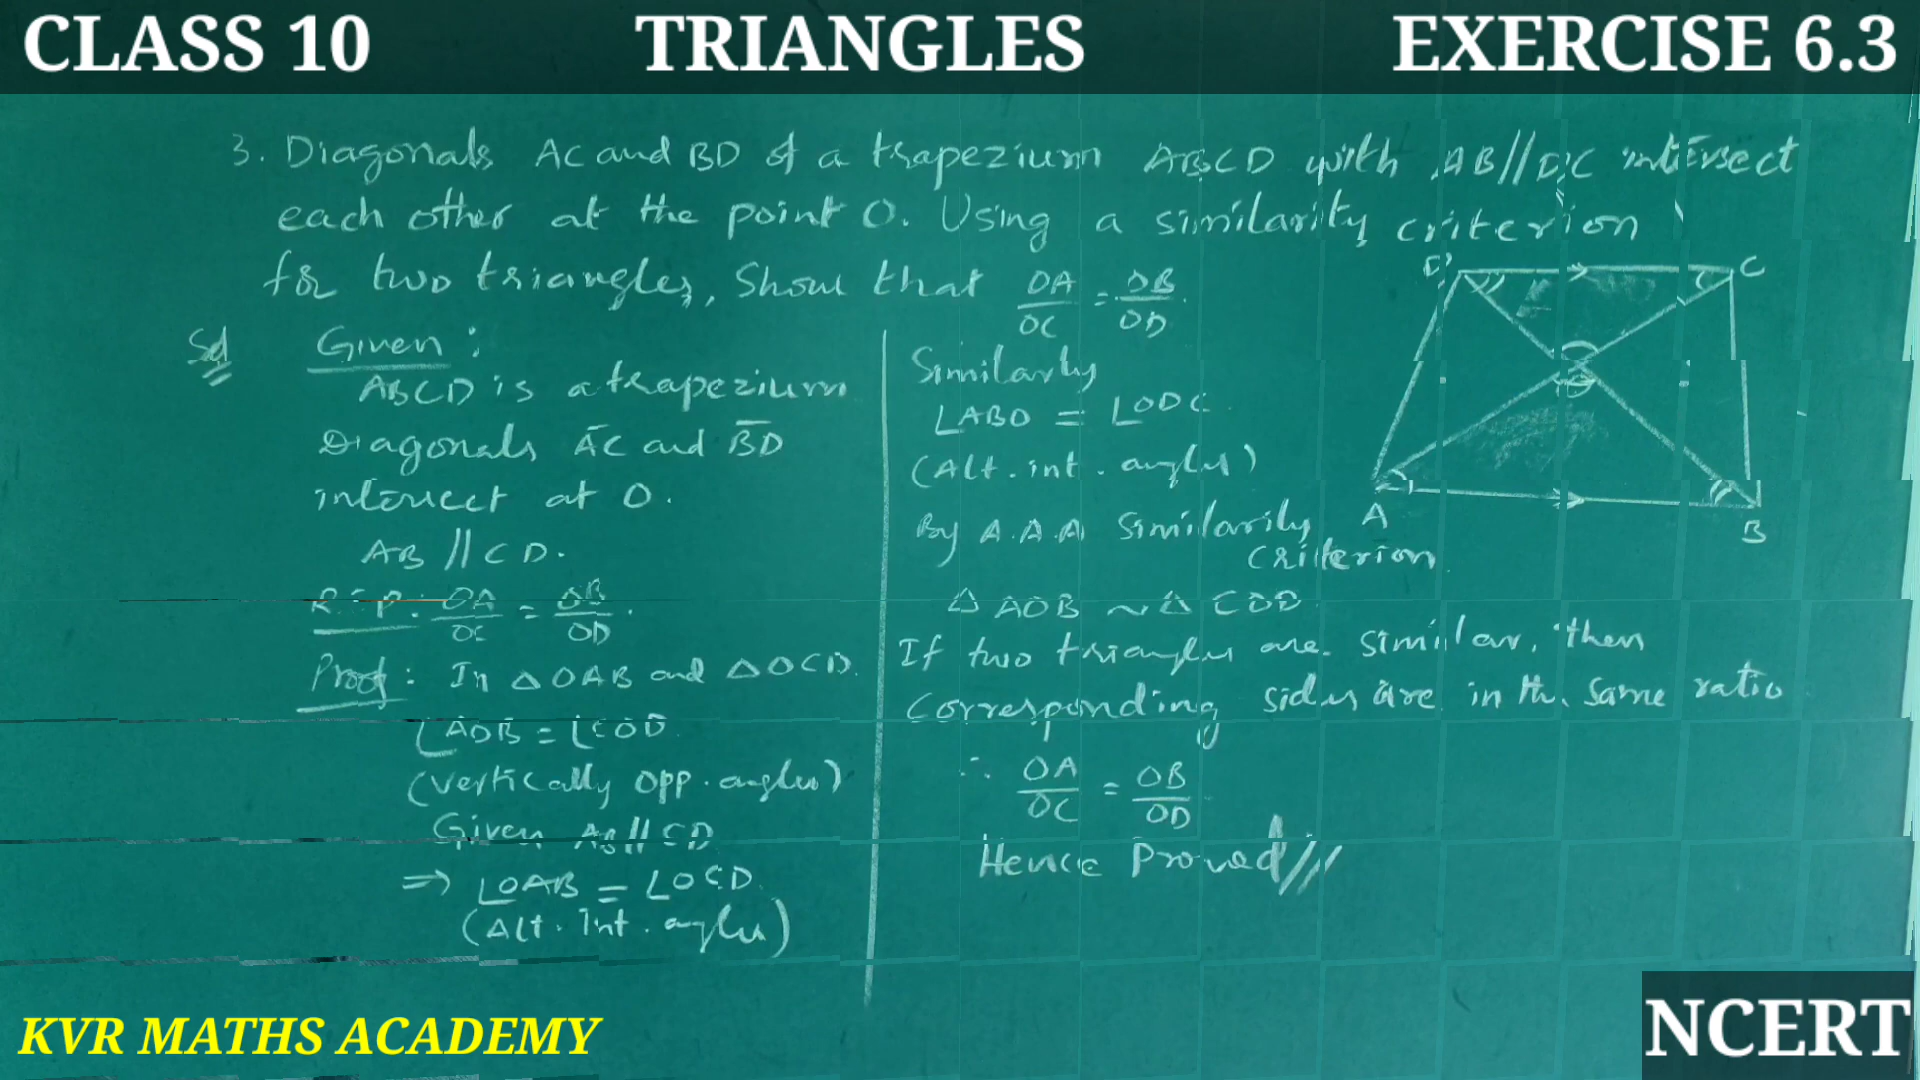 CLASS 10 TRIANGLES EXERCISE 6.3
3. Diagonals AC and BD of a trapezium ABCD with AB//DC intersect
each other at the point O. Using a similarity criterion
for two triangles, Show that OA/OC = OB/OD.
Sol Given :
ABCD is a trapezium
Diagonals AC and BD
intersect at O.
AB // CD.
R.T.P: OA/OC = OB/OD.
Proof: In △OAB and △OCD.
∠AOB = ∠COD
(vertically opp. angles)
Given AB // CD
⇒ ∠OAB = ∠OCD
(Alt. Int. angles)
Similarly
∠ABO = ∠ODC
(Alt. int. angles)
By A.A.A similarity
criterion
△ AOB ~ △ COD
If two triangles are similar, then
corresponding sides are in the same ratio
∴ OA/OC = OB/OD
Hence Proved//
D C
O
A
B
KVR MATHS ACADEMY
NCERT